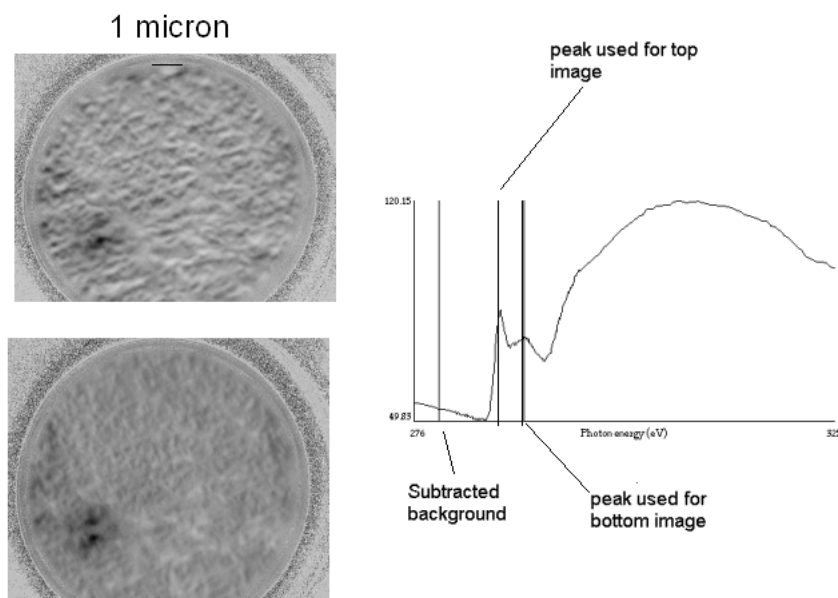 1 micron
peak used for top
image
120.15
49.83
276
Photon energy (eV)
325
Subtracted
background
peak used for
bottom image